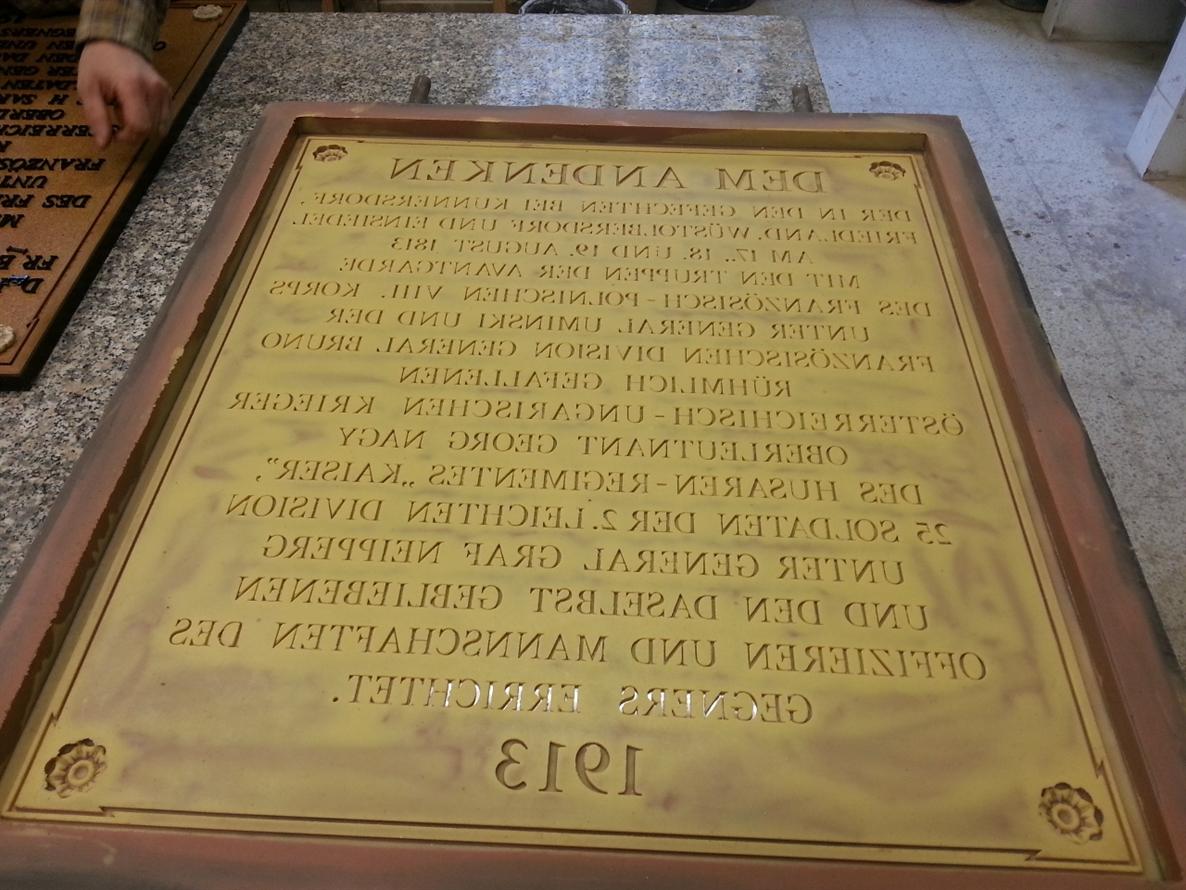 DEM ANDENKEN
DER IN DEN GEFECHTEN BEI KUNNERSDORF,
FRIEDLAND, WÜSTOLBERSDORF UND EINSIEDEL
AM 17., 18. UND 19. AUGUST 1813
MIT DEN TRUPPEN DER AVANTGARDE
DES FRANZÖSISCH-POLNISCHEN VIII. KORPS
UNTER GENERAL UMINSKI UND DER
FRANZÖSISCHEN DIVISION GENERAL BRUNO
RÜHMLICH GEFALLENEN
ÖSTERREICHISCH-UNGARISCHEN KRIEGER
OBERLEUTNANT GEORG NAGY
DES HUSAREN-REGIMENTES „KAISER”,
25 SOLDATEN DER 2. LEICHTEN DIVISION
UNTER GENERAL GRAF NEIPPERG
UND DEN DASELBST GEBLIEBENEN
OFFIZIEREN UND MANNSCHAFTEN DES
GEGNERS ERRICHTET.
1913